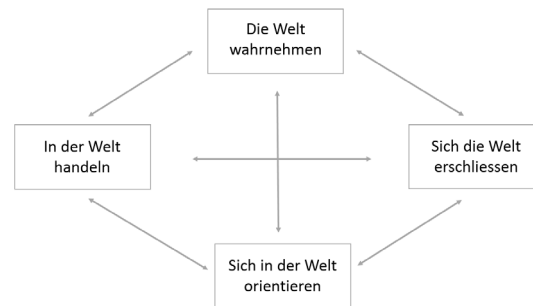 Die Welt
wahrnehmen
In der Welt
handeln
Sich die Welt
erschliessen
Sich in der Welt
orientieren